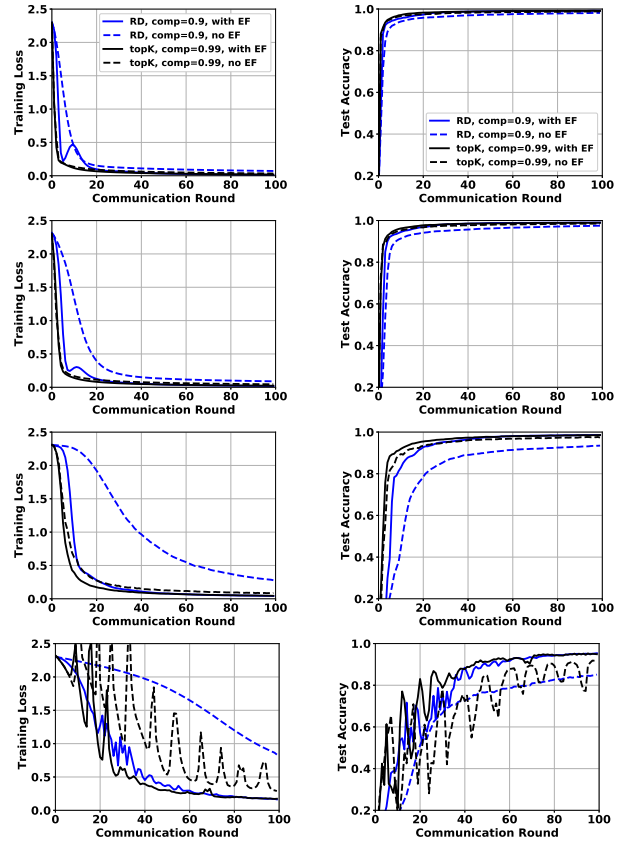 2.5
2.0
1.5
1.0
0.5
0.0
0 20 40 60 80 100
Training Loss
Communication Round
RD, comp=0.9, with EF
RD, comp=0.9, no EF
topK, comp=0.99, with EF
topK, comp=0.99, no EF
1.0
0.8
0.6
0.4
0.2
0 20 40 60 80 100
Test Accuracy
Communication Round
RD, comp=0.9, with EF
RD, comp=0.9, no EF
topK, comp=0.99, with EF
topK, comp=0.99, no EF
2.5
2.0
1.5
1.0
0.5
0.0
0 20 40 60 80 100
Training Loss
Communication Round
1.0
0.8
0.6
0.4
0.2
0 20 40 60 80 100
Test Accuracy
Communication Round
2.5
2.0
1.5
1.0
0.5
0.0
0 20 40 60 80 100
Training Loss
Communication Round
1.0
0.8
0.6
0.4
0.2
0 20 40 60 80 100
Test Accuracy
Communication Round
2.5
2.0
1.5
1.0
0.5
0.0
0 20 40 60 80 100
Training Loss
Communication Round
1.0
0.8
0.6
0.4
0.2
0 20 40 60 80 100
Test Accuracy
Communication Round